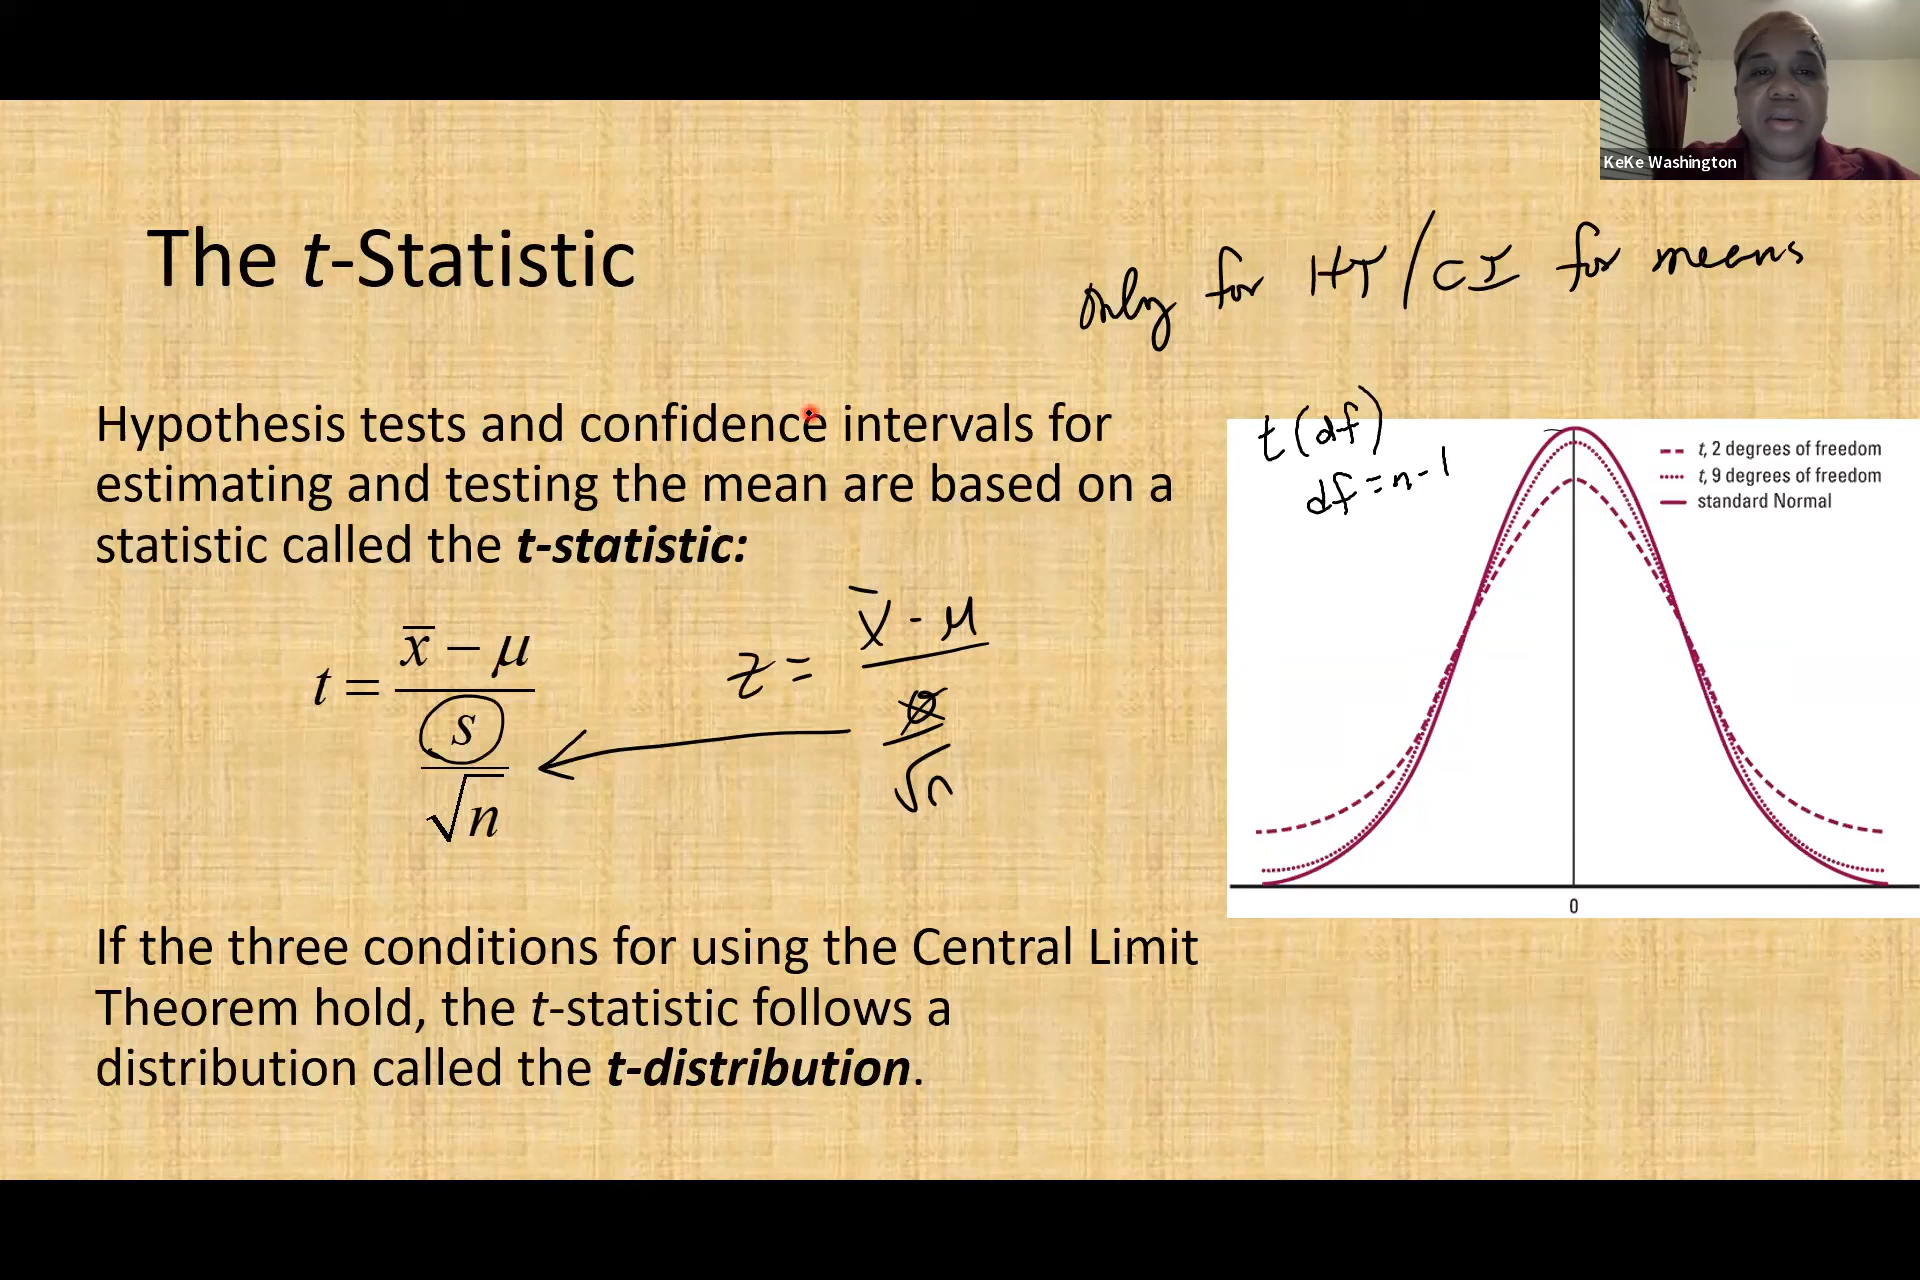 KeKe Washington
The t-Statistic
only for HT/CI for means
Hypothesis tests and confidence intervals for
estimating and testing the mean are based on a
statistic called the t-statistic:
t = x̄ − μ / s / √n
z = x̄ - μ / σ / √n
t(df)
df = n-1
t, 2 degrees of freedom
t, 9 degrees of freedom
standard Normal
0
If the three conditions for using the Central Limit
Theorem hold, the t-statistic follows a
distribution called the t-distribution.